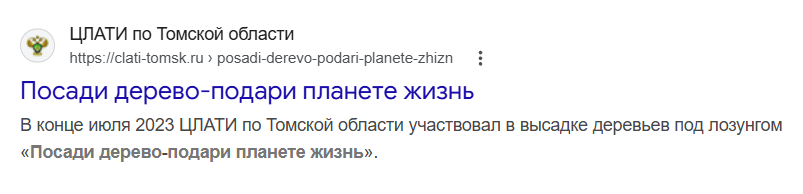 ЦЛАТИ по Томской области
https://clati-tomsk.ru › posadi-derevo-podari-planete-zhizn
Посади дерево-подари планете жизнь
В конце июля 2023 ЦЛАТИ по Томской области участвовал в высадке деревьев под лозунгом
«Посади дерево-подари планете жизнь».